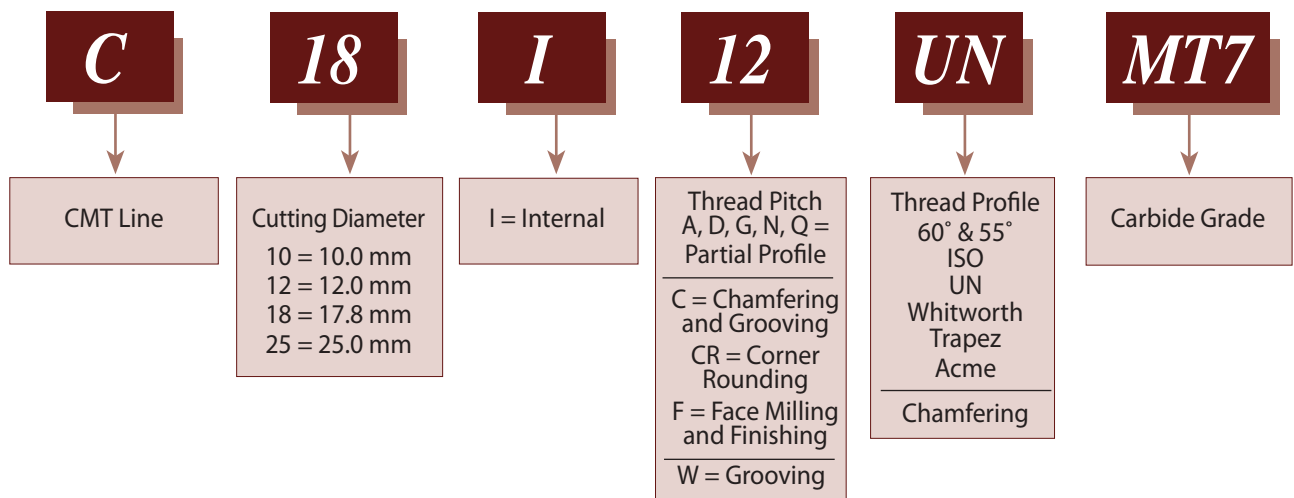 C 18 I 12 UN MT7
CMT Line
Cutting Diameter
10 = 10.0 mm
12 = 12.0 mm
18 = 17.8 mm
25 = 25.0 mm
I = Internal
Thread Pitch
A, D, G, N, Q =
Partial Profile
C = Chamfering
and Grooving
CR = Corner
Rounding
F = Face Milling
and Finishing
W = Grooving
Thread Profile
60° & 55°
ISO
UN
Whitworth
Trapez
Acme
Chamfering
Carbide Grade